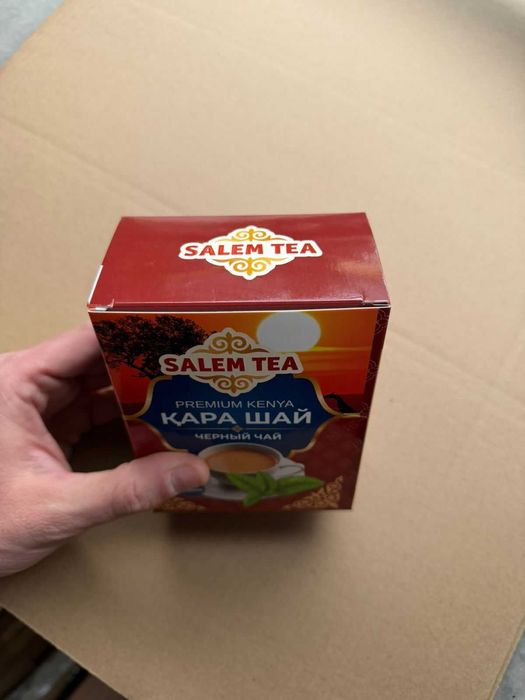 SALEM TEA
SALEM TEA
PREMIUM KENYA
ҚАРА ШАЙ
ЧЕРНЫЙ ЧАЙ